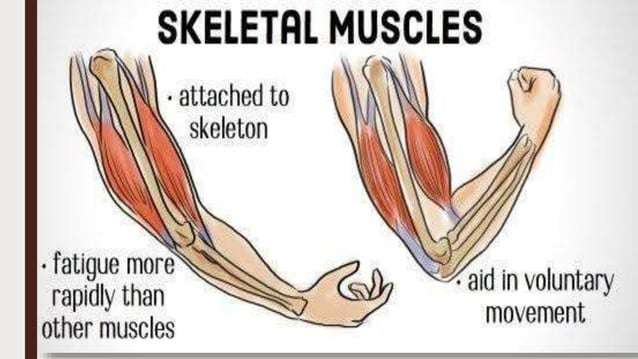 SKELETAL MUSCLES
• attached to
skeleton
• fatigue more
rapidly than
other muscles
• aid in voluntary
movement